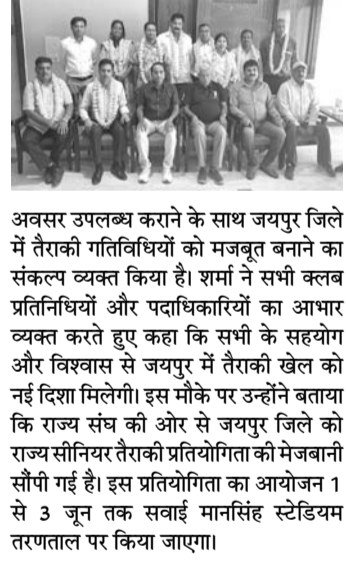 अवसर उपलब्ध कराने के साथ जयपुर जिले
में तैराकी गतिविधियों को मजबूत बनाने का
संकल्प व्यक्त किया है। शर्मा ने सभी क्लब
प्रतिनिधियों और पदाधिकारियों का आभार
व्यक्त करते हुए कहा कि सभी के सहयोग
और विश्वास से जयपुर में तैराकी खेल को
नई दिशा मिलेगी। इस मौके पर उन्होंने बताया
कि राज्य संघ की ओर से जयपुर जिले को
राज्य सीनियर तैराकी प्रतियोगिता की मेजबानी
सौंपी गई है। इस प्रतियोगिता का आयोजन 1
से 3 जून तक सवाई मानसिंह स्टेडियम
तरणताल पर किया जाएगा।